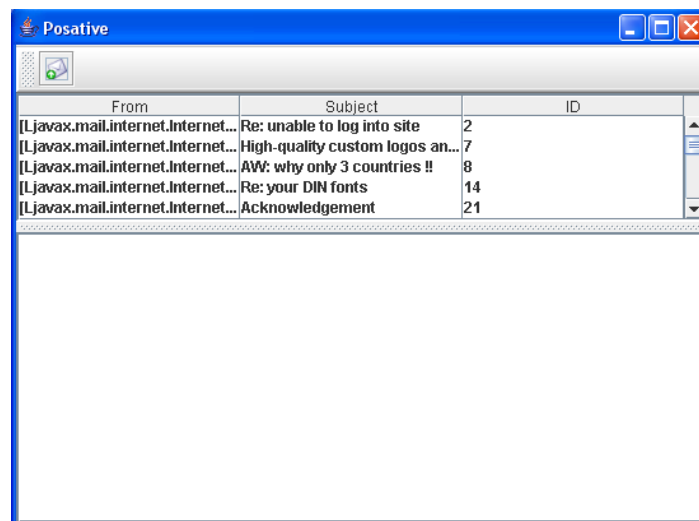 Posative
From Subject ID
[Ljavax.mail.internet.Internet... Re: unable to log into site 2
[Ljavax.mail.internet.Internet... High-quality custom logos an... 7
[Ljavax.mail.internet.Internet... AW: why only 3 countries !! 8
[Ljavax.mail.internet.Internet... Re: your DIN fonts 14
[Ljavax.mail.internet.Internet... Acknowledgement 21